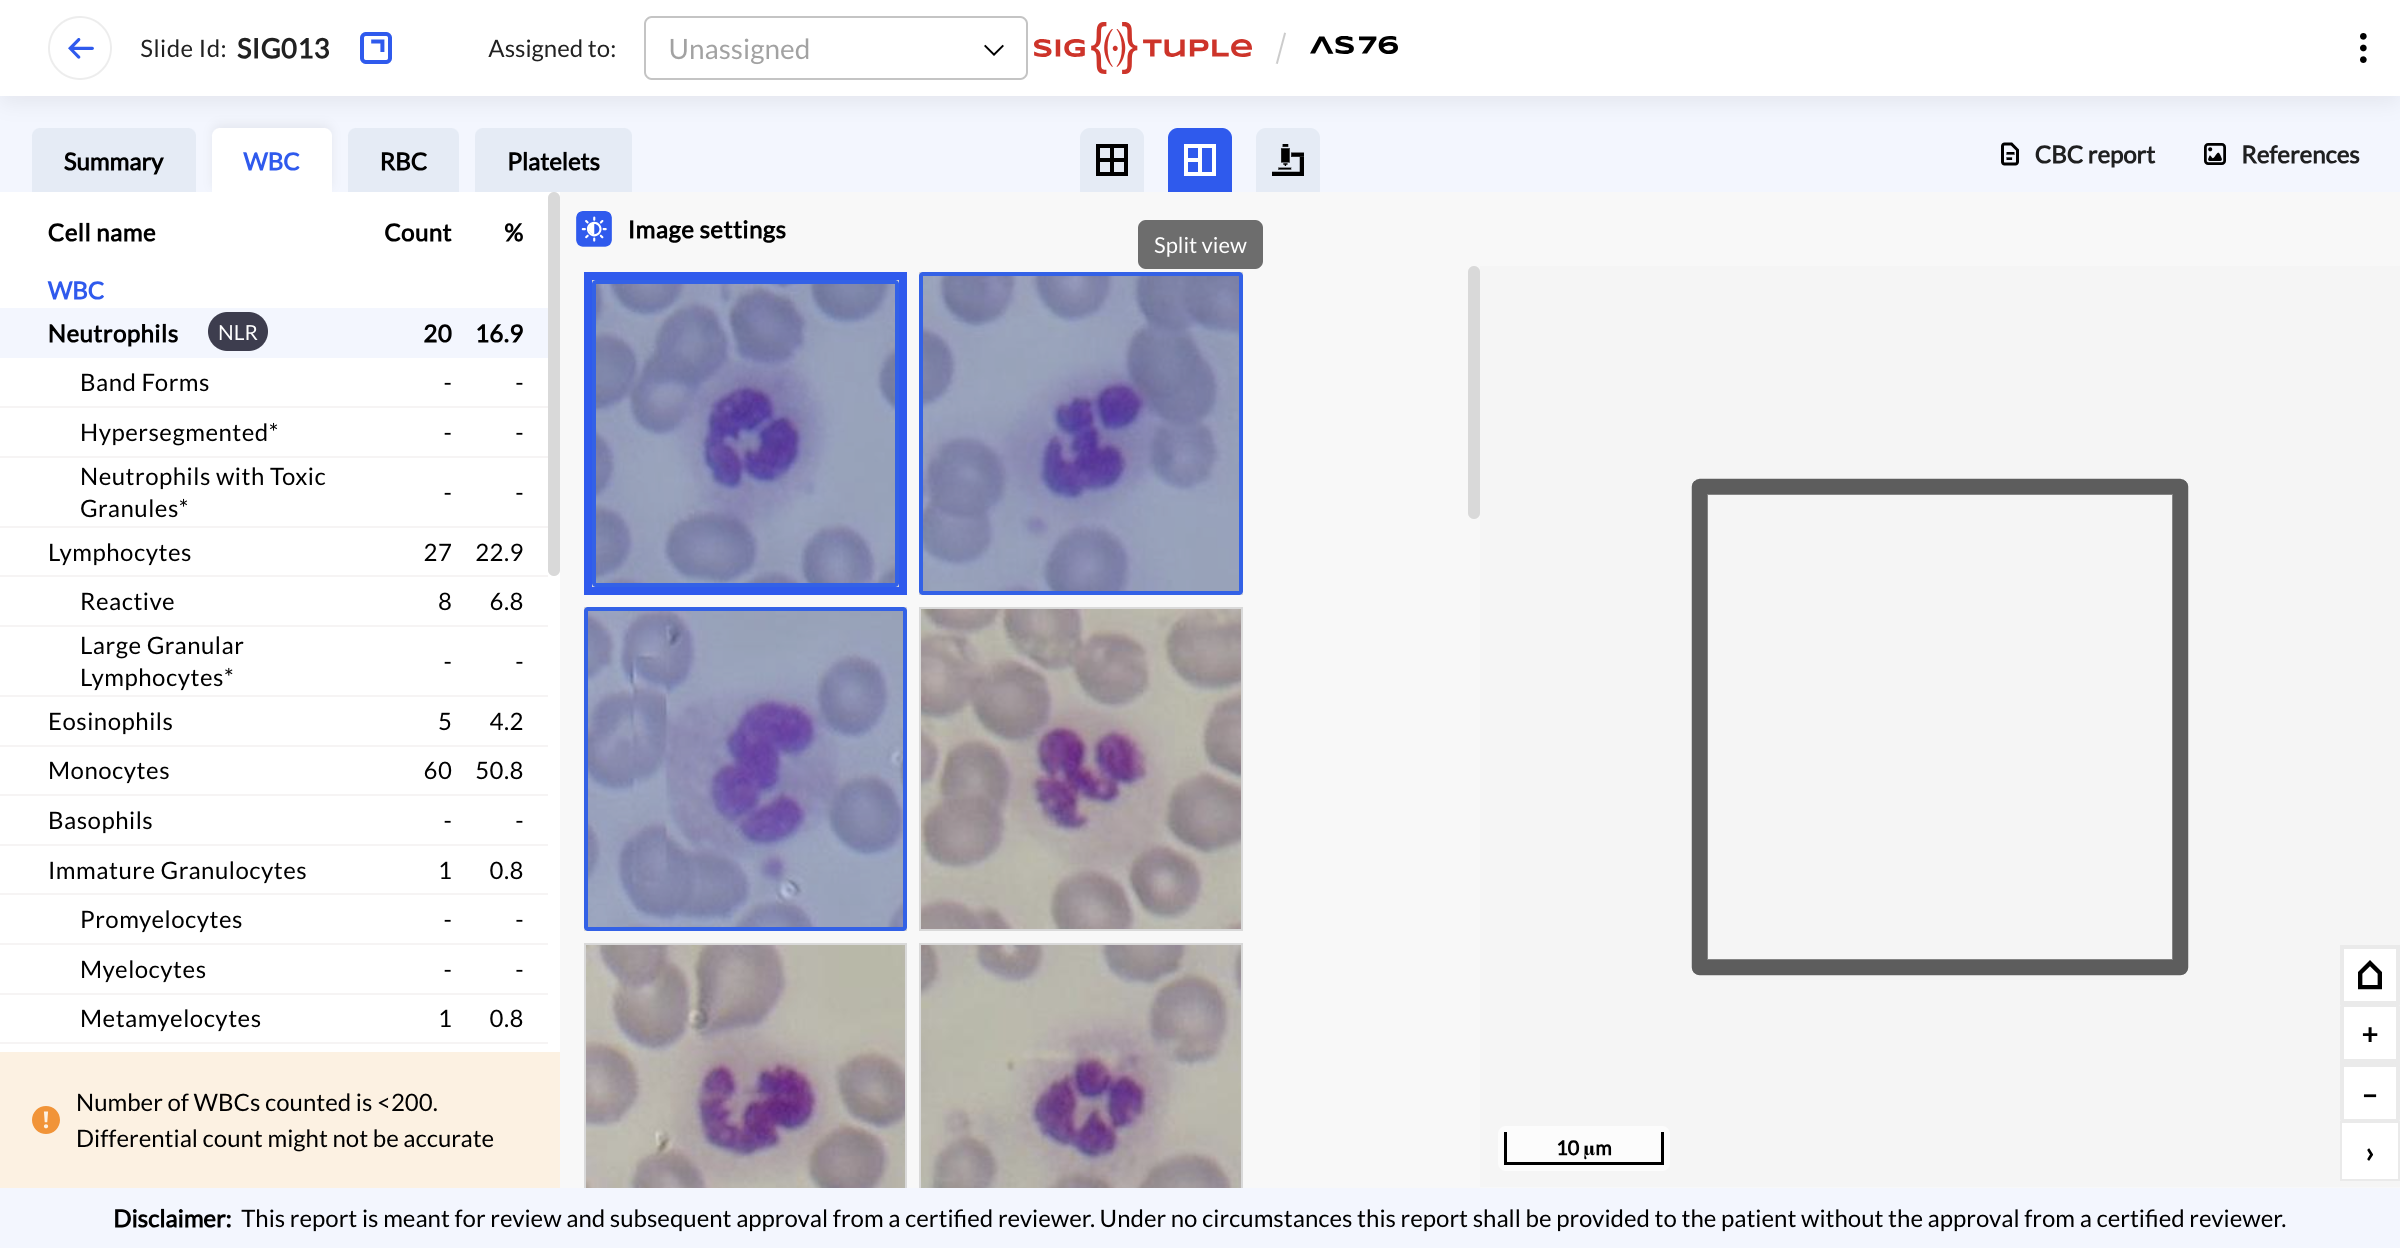 Slide Id: SIG013
Assigned to:
Unassigned
SIG{(·)}TUPLE / AS76
Summary
WBC
RBC
Platelets
CBC report
References
Cell name Count %
Image settings
Split view
WBC
Neutrophils NLR 20 16.9
Band Forms - -
Hypersegmented* - -
Neutrophils with Toxic
Granules* - -
Lymphocytes 27 22.9
Reactive 8 6.8
Large Granular
Lymphocytes* - -
Eosinophils 5 4.2
Monocytes 60 50.8
Basophils - -
Immature Granulocytes 1 0.8
Promyelocytes - -
Myelocytes - -
Metamyelocytes 1 0.8
Number of WBCs counted is <200.
Differential count might not be accurate
10 μm
Disclaimer: This report is meant for review and subsequent approval from a certified reviewer. Under no circumstances this report shall be provided to the patient without the approval from a certified reviewer.